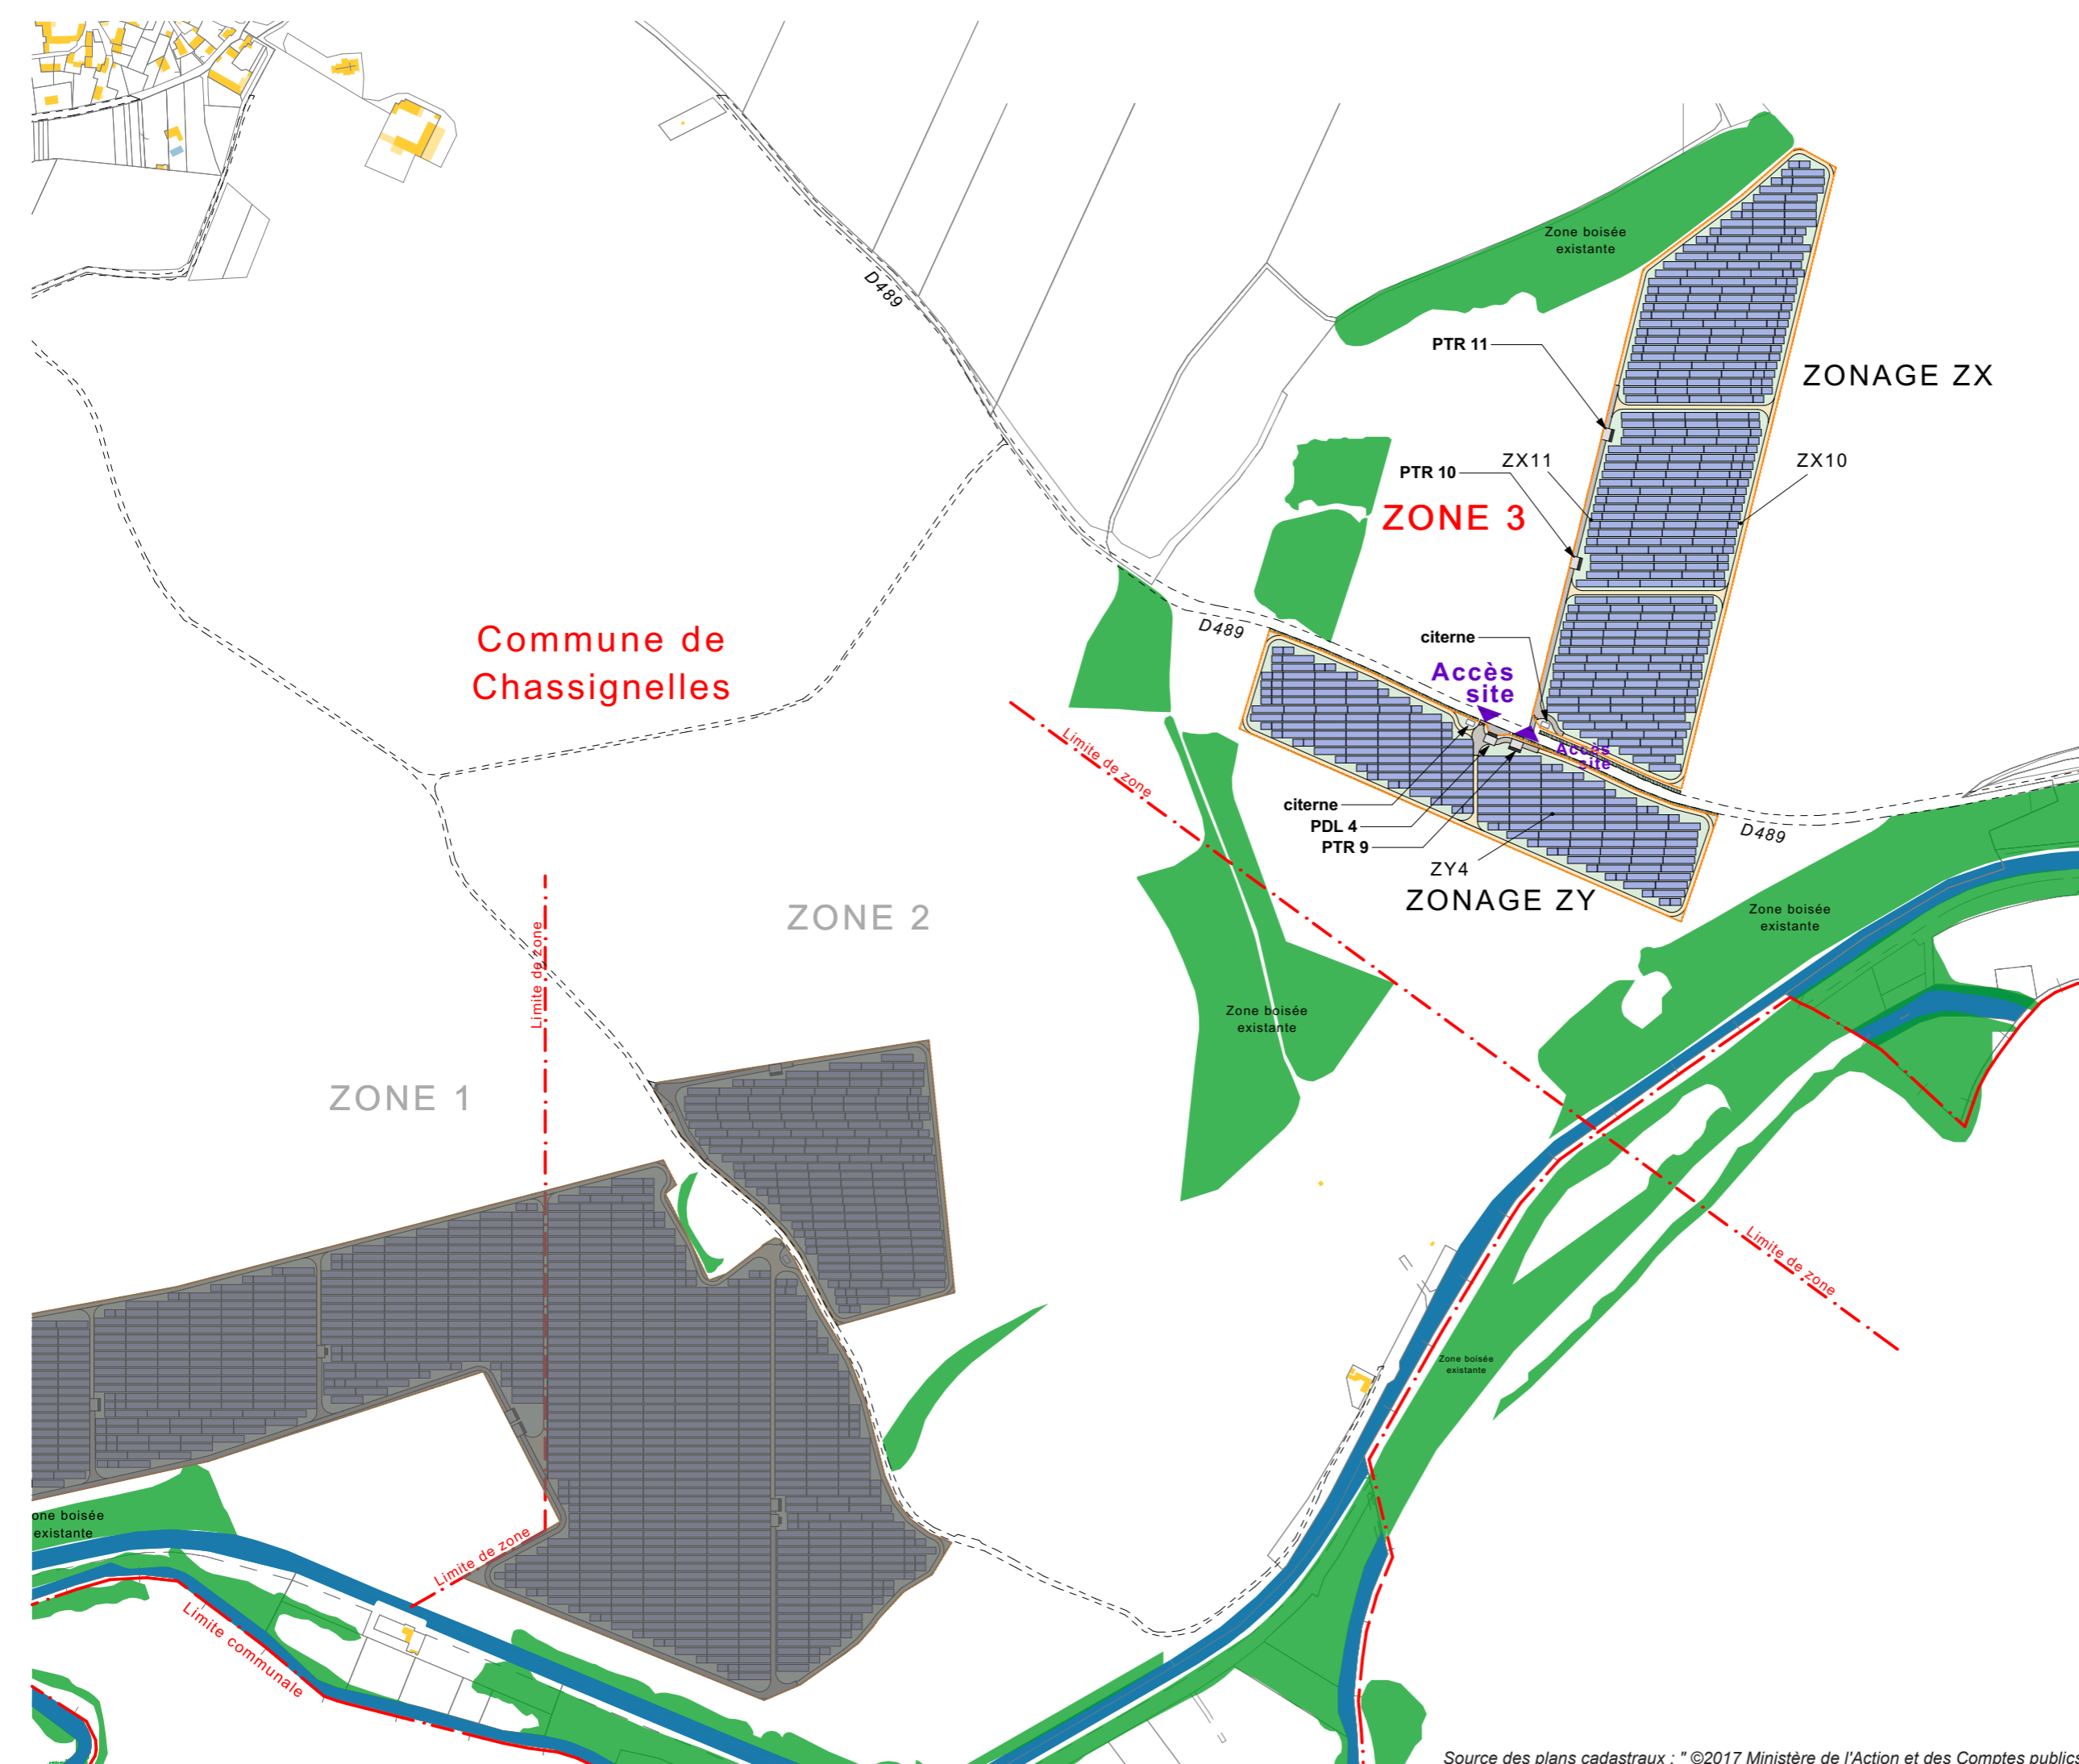 Zone boisée
existante
D489
PTR 11
ZONAGE ZX
PTR 10
ZX11
ZX10
ZONE 3
D489
citerne
Commune de
Chassignelles
Accès
site
Accès
site
Limite de zone
citerne
PDL 4
PTR 9
D489
ZY4
ZONAGE ZY
ZONE 2
Zone boisée
existante
Limite de zone
Zone boisée
existante
ZONE 1
Limite de zone
Zone boisée
existante
one boisée
existante
Limite de zone
Limite communale
Source des plans cadastraux : " ©2017 Ministère de l'Action et des Comptes publics